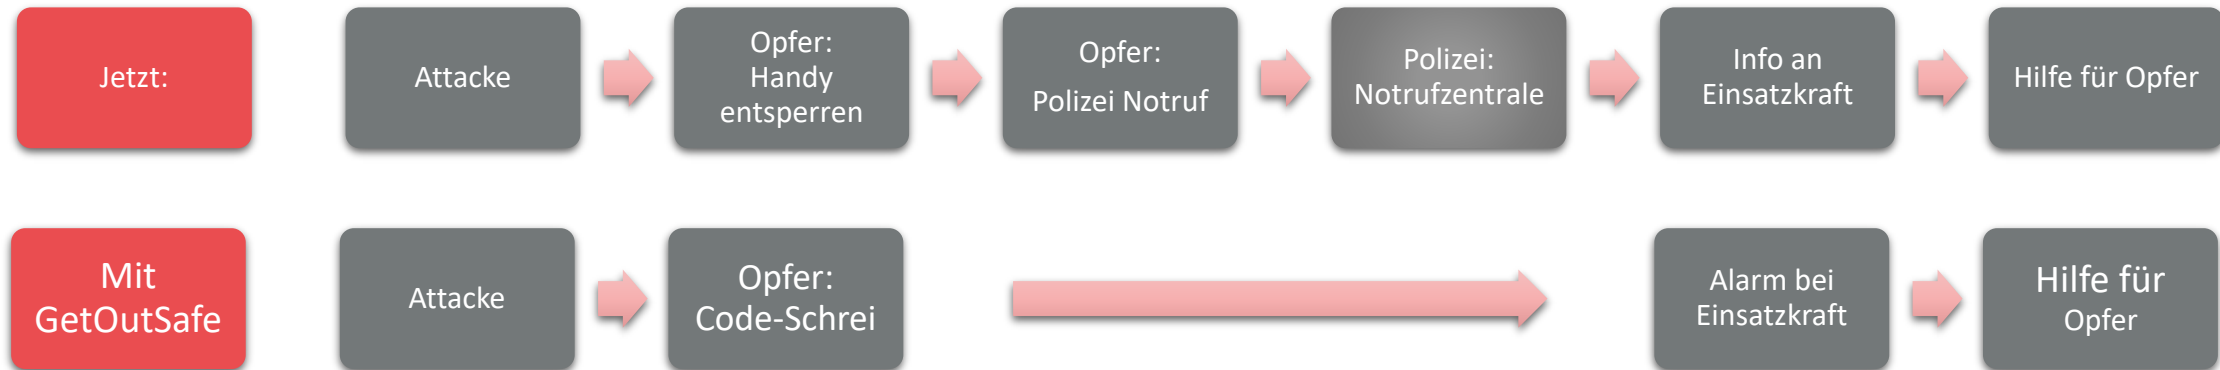 Jetzt:
Attacke
Opfer:
Handy
entsperren
Opfer:
Polizei Notruf
Polizei:
Notrufzentrale
Info an
Einsatzkraft
Hilfe für Opfer
Mit
GetOutSafe
Attacke
Opfer:
Code-Schrei
Alarm bei
Einsatzkraft
Hilfe für
Opfer